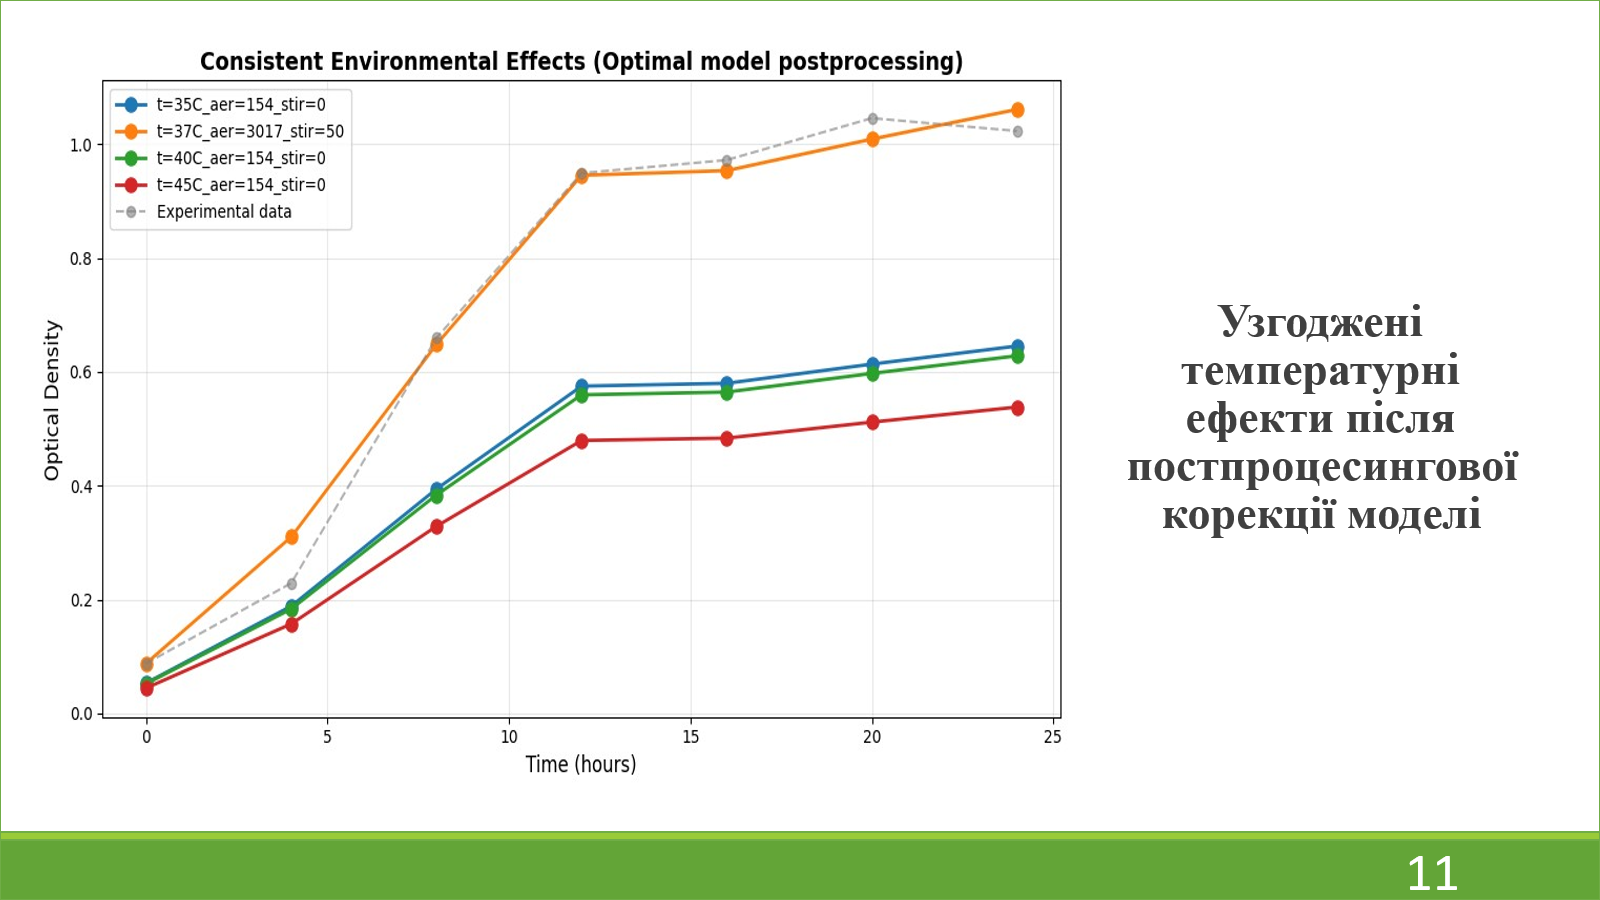 Consistent Environmental Effects (Optimal model postprocessing)
t=35C_aer=154_stir=0
t=37C_aer=3017_stir=50
t=40C_aer=154_stir=0
t=45C_aer=154_stir=0
Experimental data
Optical Density
1.0
0.8
0.6
0.4
0.2
0.0
0 5 10 15 20 25
Time (hours)
Узгоджені
температурні
ефекти після
постпроцесингової
корекції моделі
11